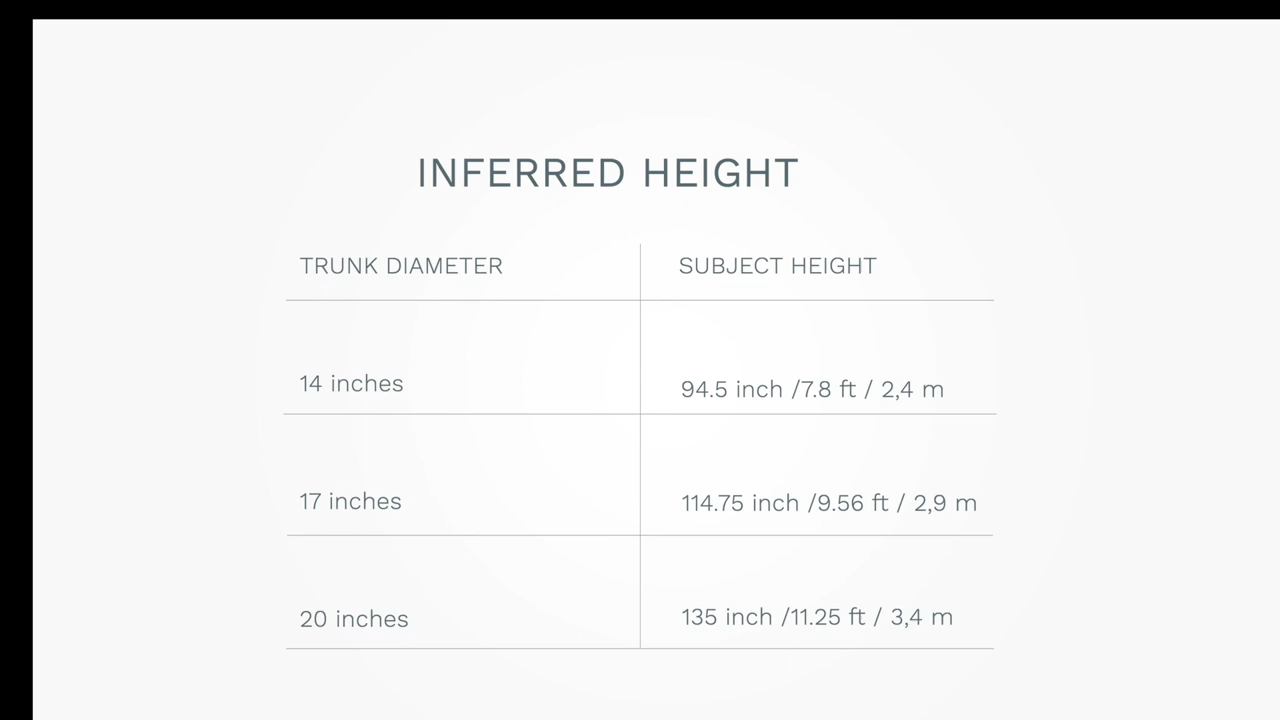 INFERRED HEIGHT
TRUNK DIAMETER SUBJECT HEIGHT
14 inches 94.5 inch /7.8 ft / 2,4 m
17 inches 114.75 inch /9.56 ft / 2,9 m
20 inches 135 inch /11.25 ft / 3,4 m